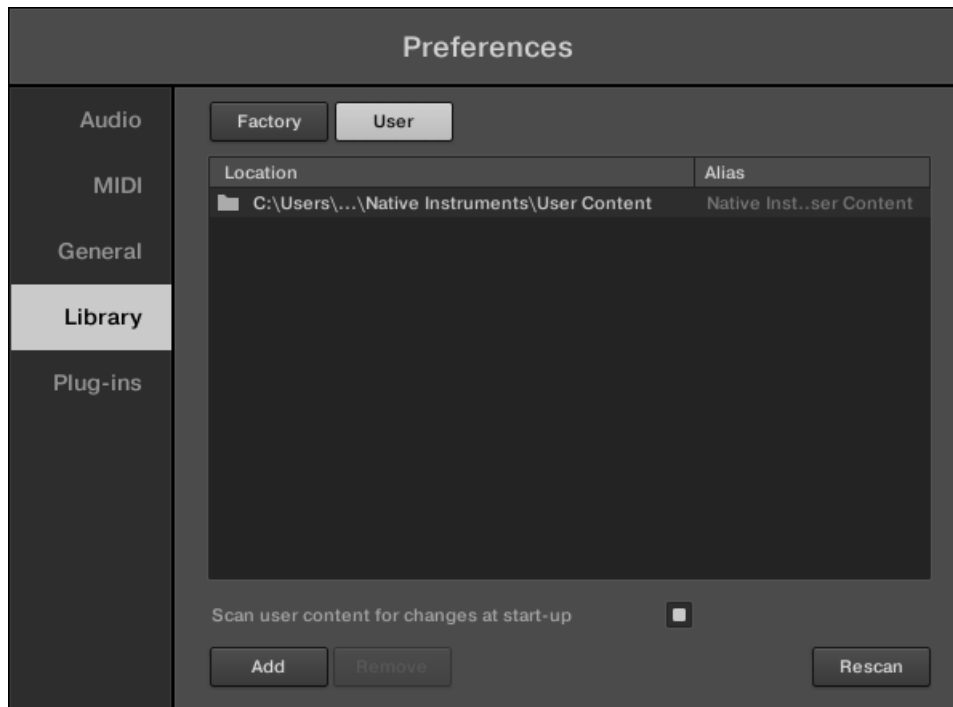 Preferences
Audio
MIDI
General
Library
Plug-ins
Factory User
Location Alias
C:\Users\...\Native Instruments\User Content Native Inst..ser Content
Scan user content for changes at start-up
Add Remove Rescan